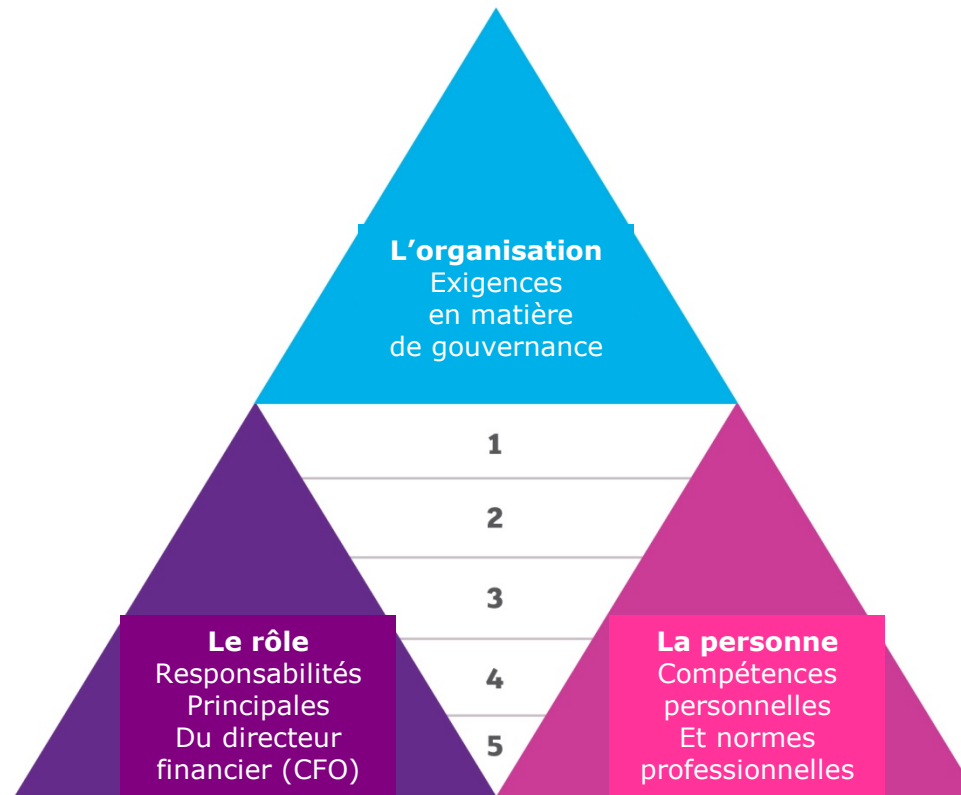 L'organisation
Exigences
en matière
de gouvernance
1
2
3
4
5
Le rôle
Responsabilités
Principales
Du directeur
financier (CFO)
La personne
Compétences
personnelles
Et normes
professionnelles